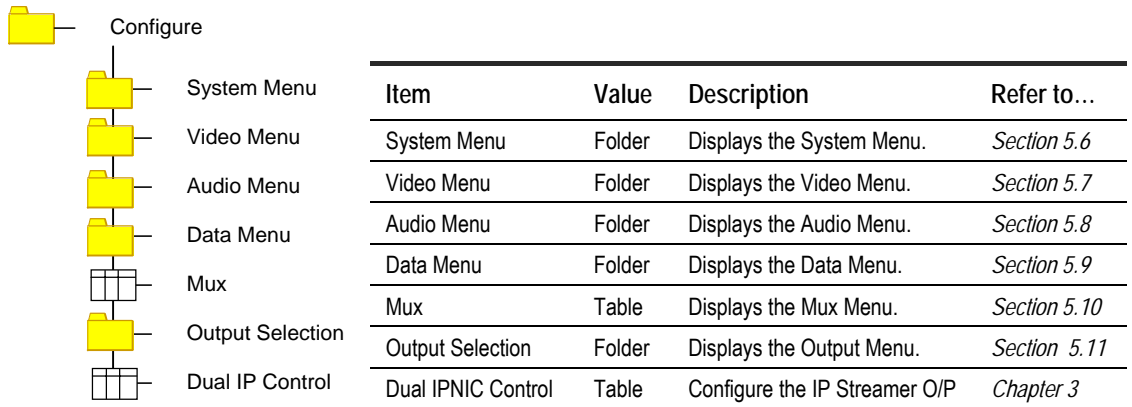 Configure
System Menu
Video Menu
Audio Menu
Data Menu
Mux
Output Selection
Dual IP Control
Item Value Description Refer to...
System Menu Folder Displays the System Menu. Section 5.6
Video Menu Folder Displays the Video Menu. Section 5.7
Audio Menu Folder Displays the Audio Menu. Section 5.8
Data Menu Folder Displays the Data Menu. Section 5.9
Mux Table Displays the Mux Menu. Section 5.10
Output Selection Folder Displays the Output Menu. Section 5.11
Dual IPNIC Control Table Configure the IP Streamer O/P Chapter 3